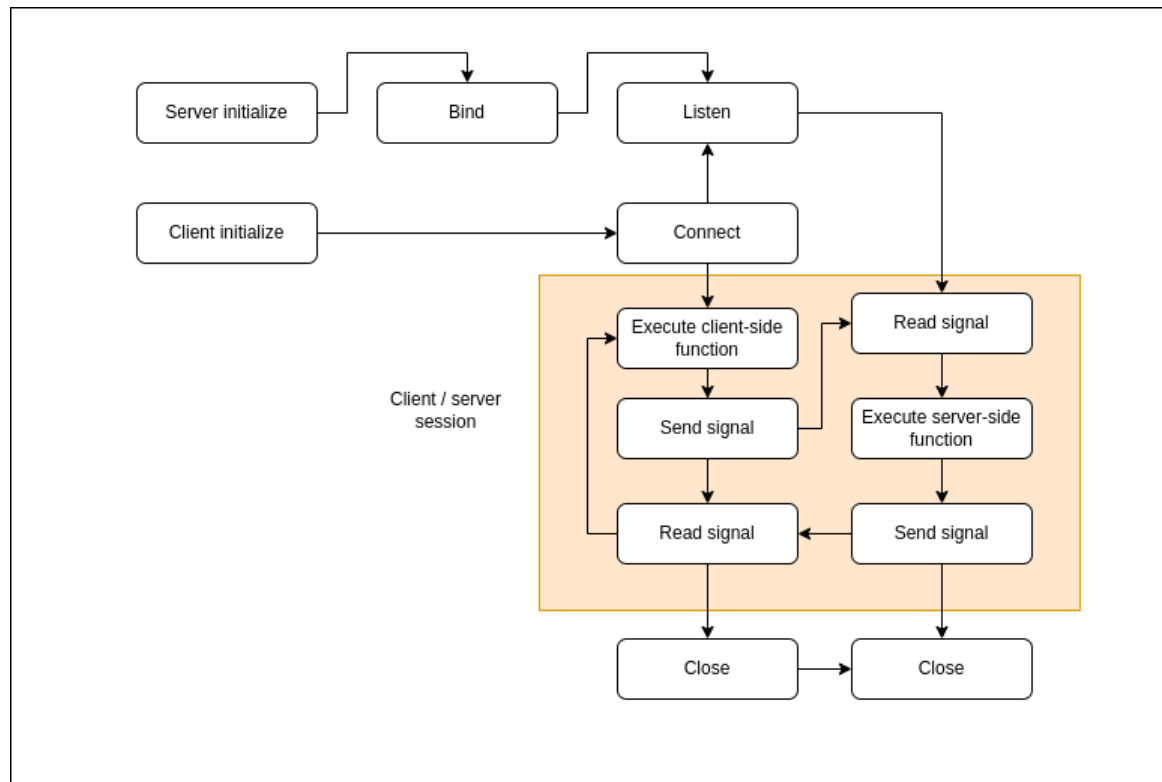 Server initialize
Bind
Listen
Client initialize
Connect
Execute client-side
function
Read signal
Client / server
session
Send signal
Execute server-side
function
Read signal
Send signal
Close
Close